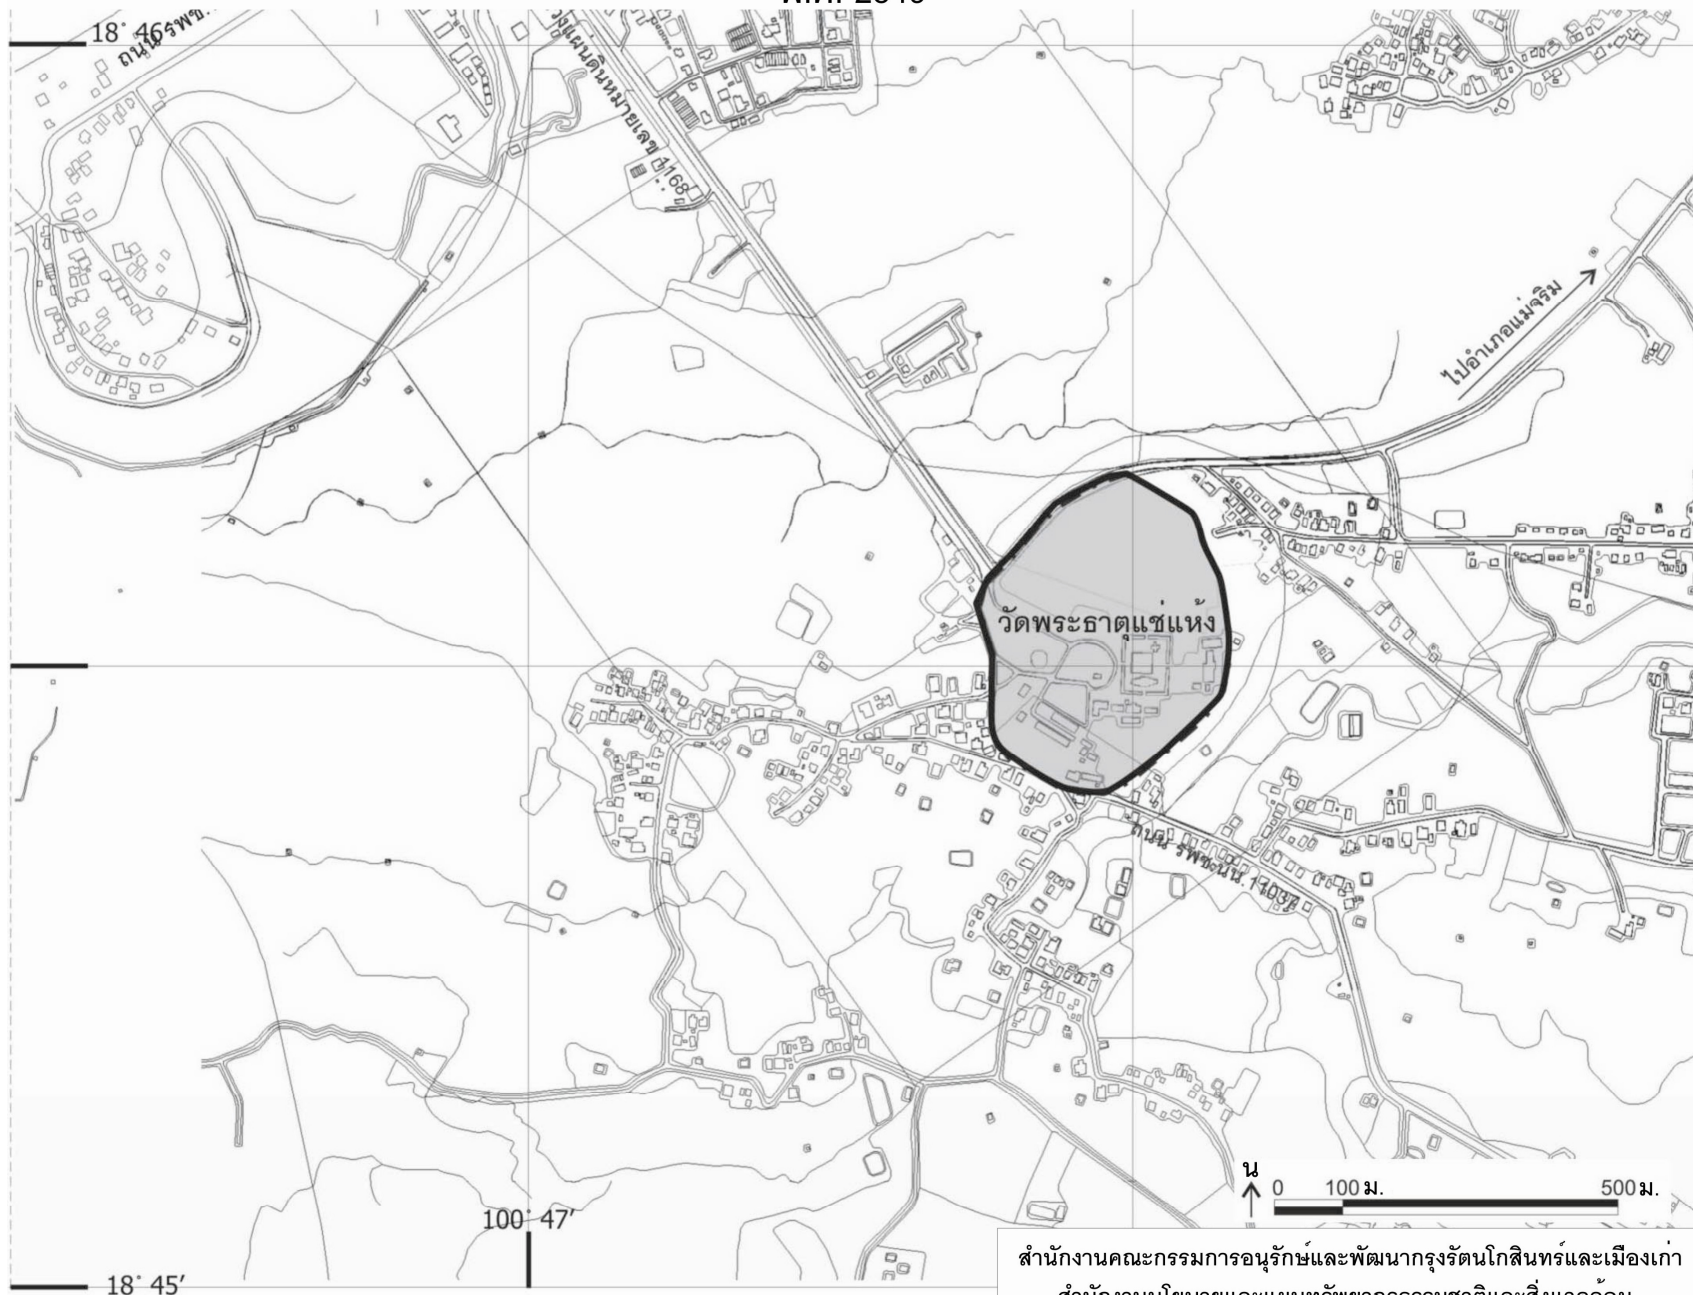 18° 46'
ถนน รพช.
แผ่นดินหมายเลข 1168
ไปอำเภอแม่จริม
วัดพระธาตุแช่แห้ง
ถนน รพช.นน.11037
น
0 100 ม. 500 ม.
100° 47'
18° 45'
สำนักงานคณะกรรมการอนุรักษ์และพัฒนากรุงรัตนโกสินทร์และเมืองเก่า